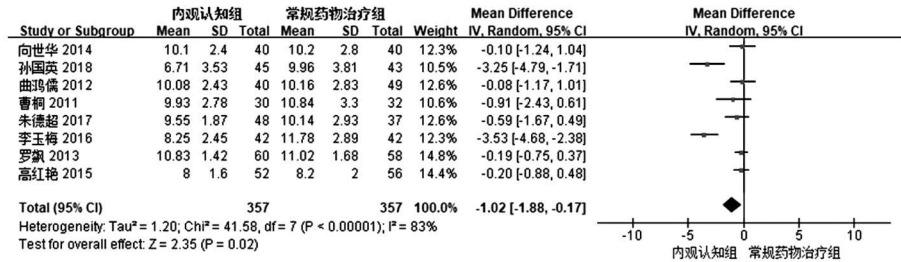 内观认知组 常规药物治疗组 Mean Difference Mean Difference
Study or Subgroup Mean SD Total Mean SD Total Weight IV, Random, 95% CI IV, Random, 95% CI
向世华 2014 10.1 2.4 40 10.2 2.8 40 12.3% -0.10 [-1.24, 1.04]
孙国英 2018 6.71 3.53 45 9.96 3.81 43 10.1% -3.25 [-4.79, -1.71]
曲鸿儒 2012 10.08 2.43 40 10.16 2.83 49 12.5% -0.08 [-1.17, 1.01]
曹桐 2011 9.93 2.78 30 10.84 3.3 32 10.2% -0.91 [-2.43, 0.61]
朱德超 2017 9.55 1.87 48 10.14 2.93 37 12.5% -0.59 [-1.67, 0.49]
李玉梅 2016 8.25 2.45 42 11.78 2.89 42 12.2% -3.53 [-4.68, -2.38]
罗飙 2013 10.83 1.42 60 11.02 1.68 58 14.8% -0.19 [-0.75, 0.37]
高红艳 2015 8 1.6 52 8.2 2 56 14.4% -0.20 [-0.88, 0.48]
Total (95% CI) 357 357 100.0% -1.02 [-1.88, -0.17]
Heterogeneity: Tau² = 1.20; Chi² = 41.58, df = 7 (P < 0.00001); I² = 83%
Test for overall effect: Z = 2.35 (P = 0.02)
-10 -5 0 5 10
内观认知组 常规药物治疗组